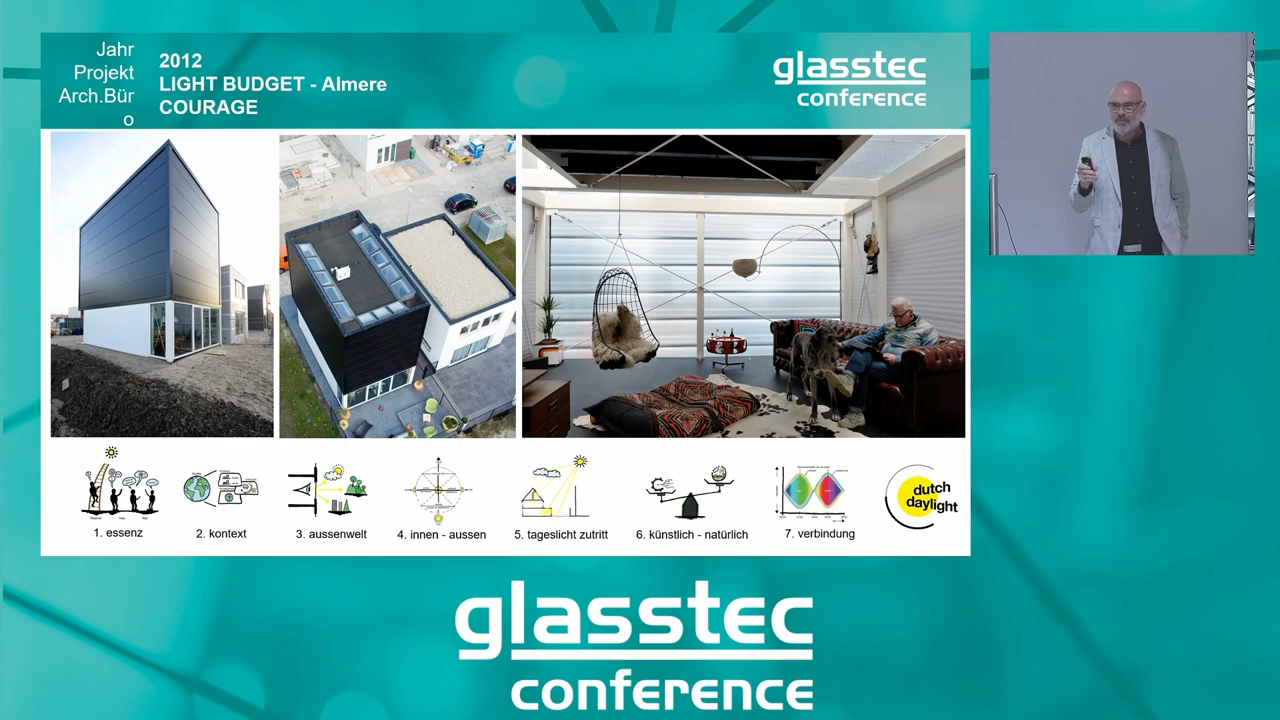 Jahr
Projekt
Arch.Bür
o
2012
LIGHT BUDGET - Almere
COURAGE
glasstec
conference
1. essenz
2. kontext
3. aussenwelt
4. innen - aussen
5. tageslicht zutritt
6. künstlich - natürlich
7. verbindung
dutch
daylight
glasstec
conference